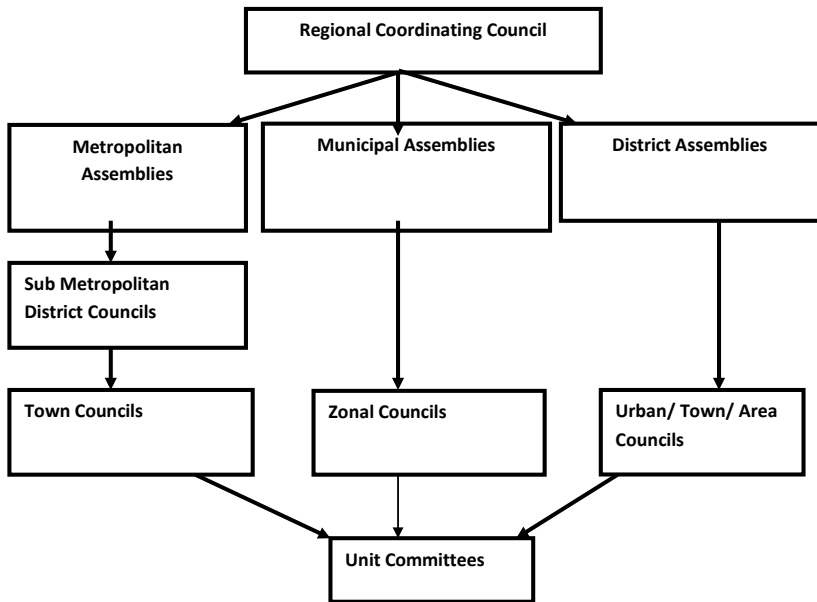 Regional Coordinating Council
Metropolitan
Assemblies
Municipal Assemblies
District Assemblies
Sub Metropolitan
District Councils
Town Councils
Zonal Councils
Urban/ Town/ Area
Councils
Unit Committees